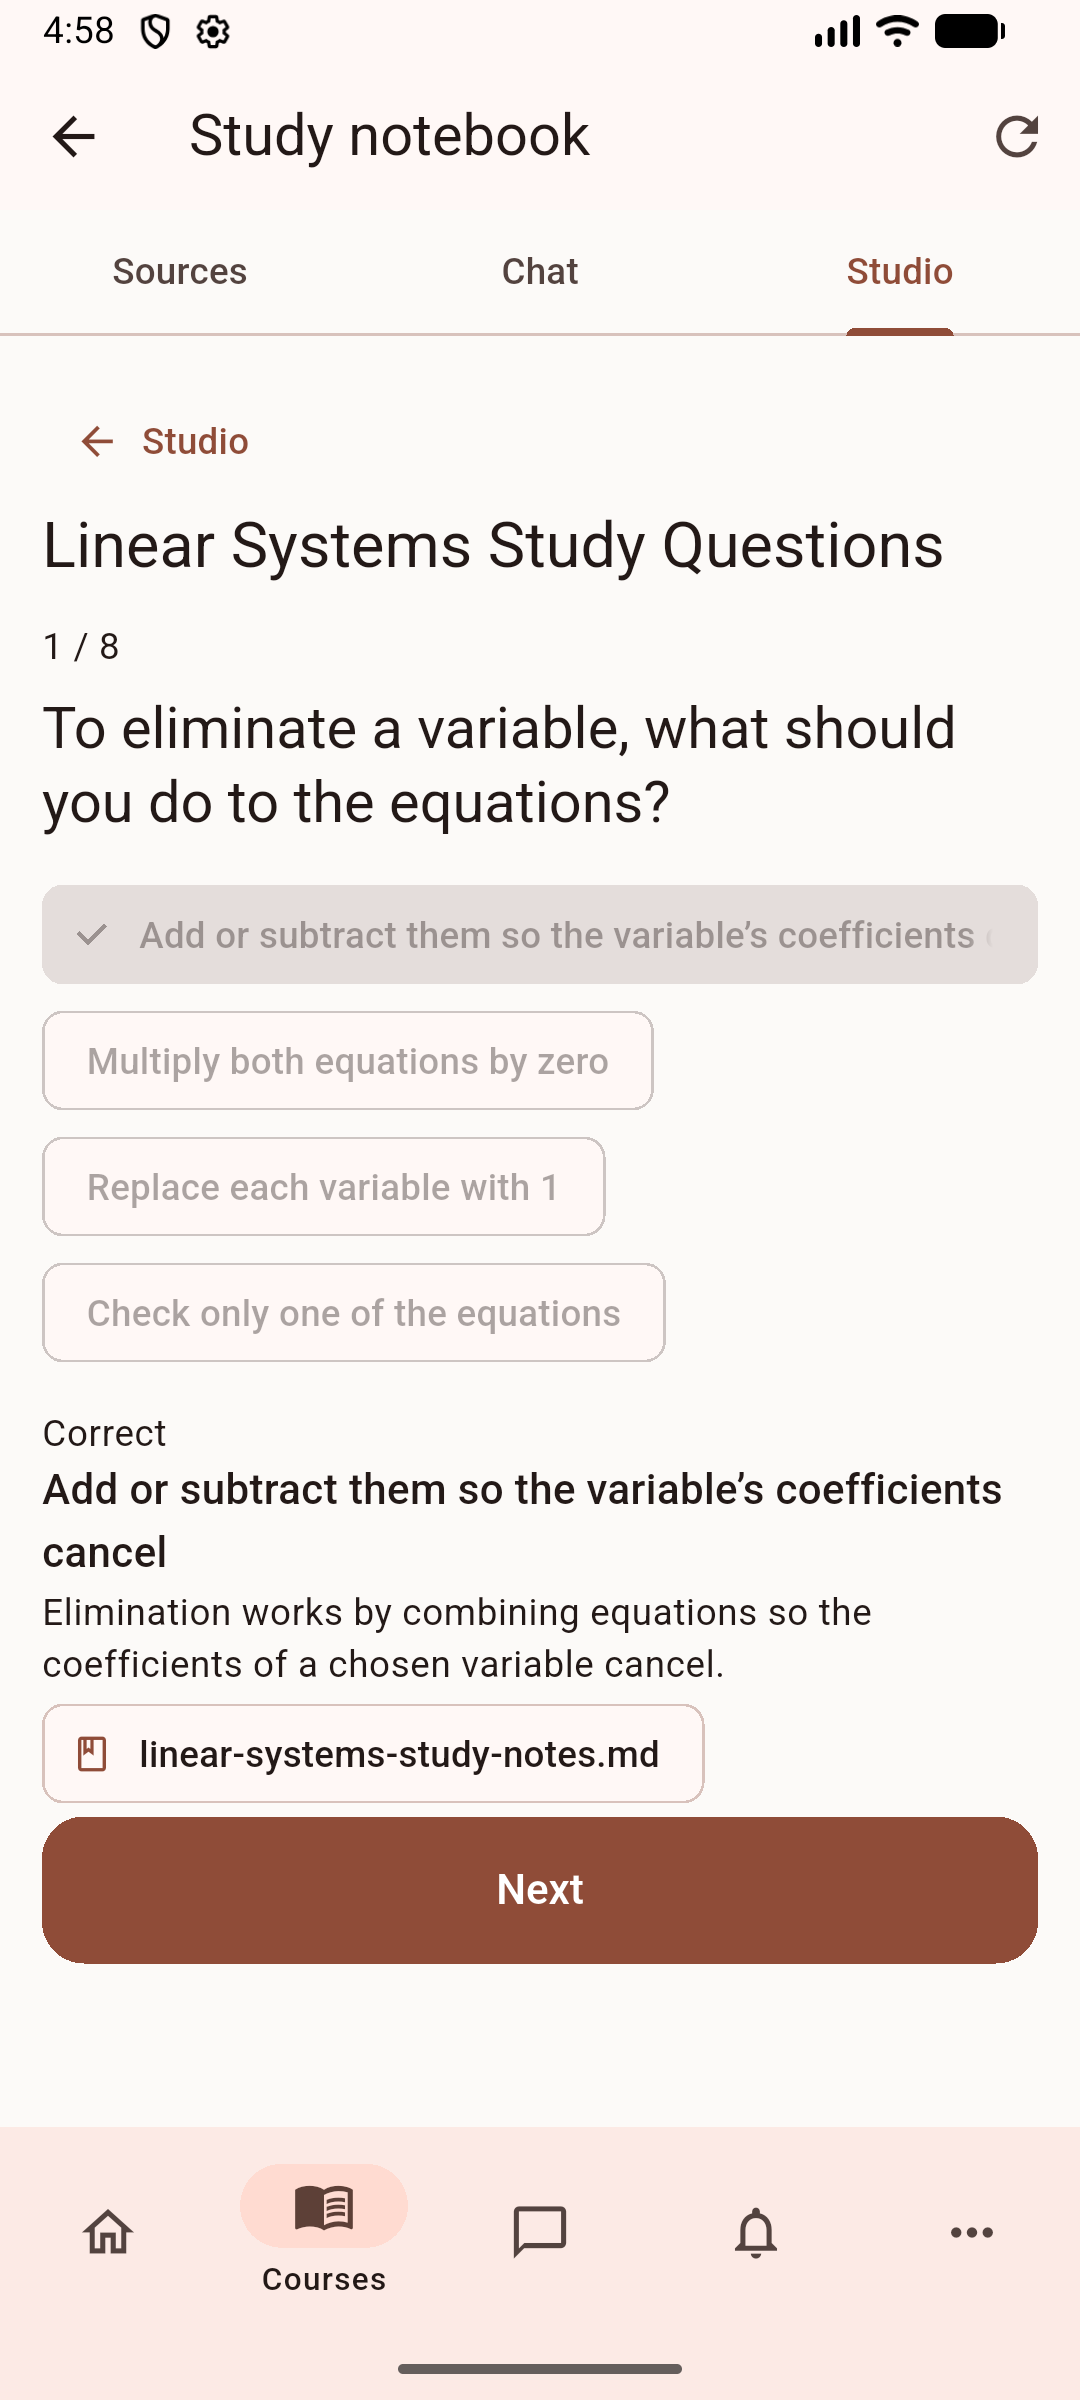 4:58
Study notebook
Sources
Chat
Studio
Studio
Linear Systems Study Questions
1 / 8
To eliminate a variable, what should
you do to the equations?
Add or subtract them so the variable’s coefficients
Multiply both equations by zero
Replace each variable with 1
Check only one of the equations
Correct
Add or subtract them so the variable’s coefficients
cancel
Elimination works by combining equations so the
coefficients of a chosen variable cancel.
linear-systems-study-notes.md
Next
Courses